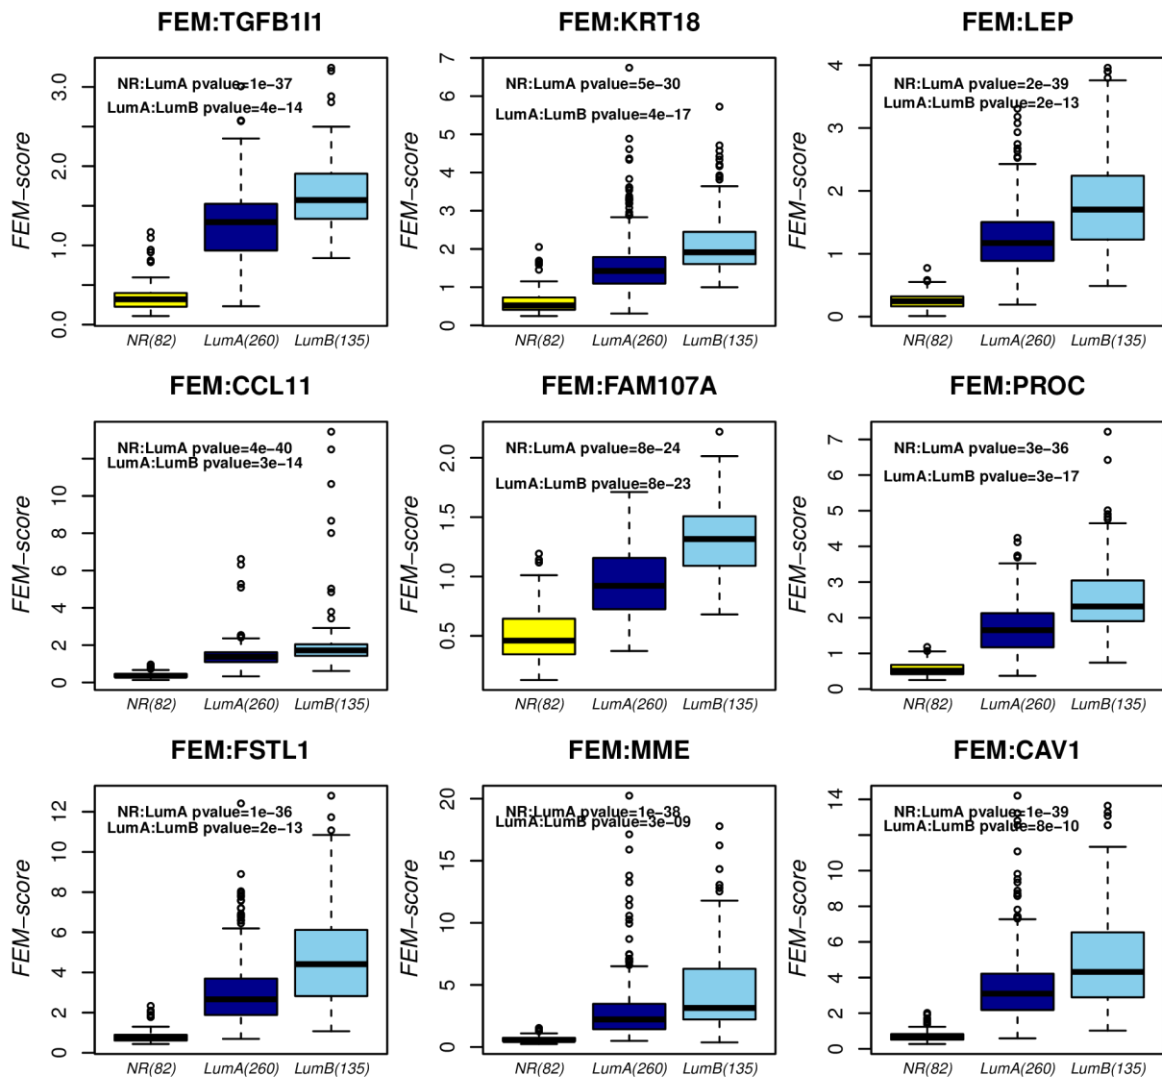 FEM:TGFB1I1
FEM-score
3.0
2.0
1.0
0.0
NR:LumA pvalue=1e-37
LumA:LumB pvalue=4e-14
NR(82) LumA(260) LumB(135)
FEM:KRT18
FEM-score
7
6
5
4
3
2
1
0
NR:LumA pvalue=5e-30
LumA:LumB pvalue=4e-17
NR(82) LumA(260) LumB(135)
FEM:LEP
FEM-score
4
3
2
1
0
NR:LumA pvalue=2e-39
LumA:LumB pvalue=2e-13
NR(82) LumA(260) LumB(135)
FEM:CCL11
FEM-score
10
8
6
4
2
0
NR:LumA pvalue=4e-40
LumA:LumB pvalue=3e-14
NR(82) LumA(260) LumB(135)
FEM:FAM107A
FEM-score
2.0
1.5
1.0
0.5
NR:LumA pvalue=8e-24
LumA:LumB pvalue=8e-23
NR(82) LumA(260) LumB(135)
FEM:PROC
FEM-score
7
6
5
4
3
2
1
0
NR:LumA pvalue=3e-36
LumA:LumB pvalue=3e-17
NR(82) LumA(260) LumB(135)
FEM:FSTL1
FEM-score
12
10
8
6
4
2
0
NR:LumA pvalue=1e-36
LumA:LumB pvalue=2e-13
NR(82) LumA(260) LumB(135)
FEM:MME
FEM-score
20
15
10
5
0
NR:LumA pvalue=1e-38
LumA:LumB pvalue=3e-09
NR(82) LumA(260) LumB(135)
FEM:CAV1
FEM-score
14
10
8
6
4
2
0
NR:LumA pvalue=1e-39
LumA:LumB pvalue=8e-10
NR(82) LumA(260) LumB(135)